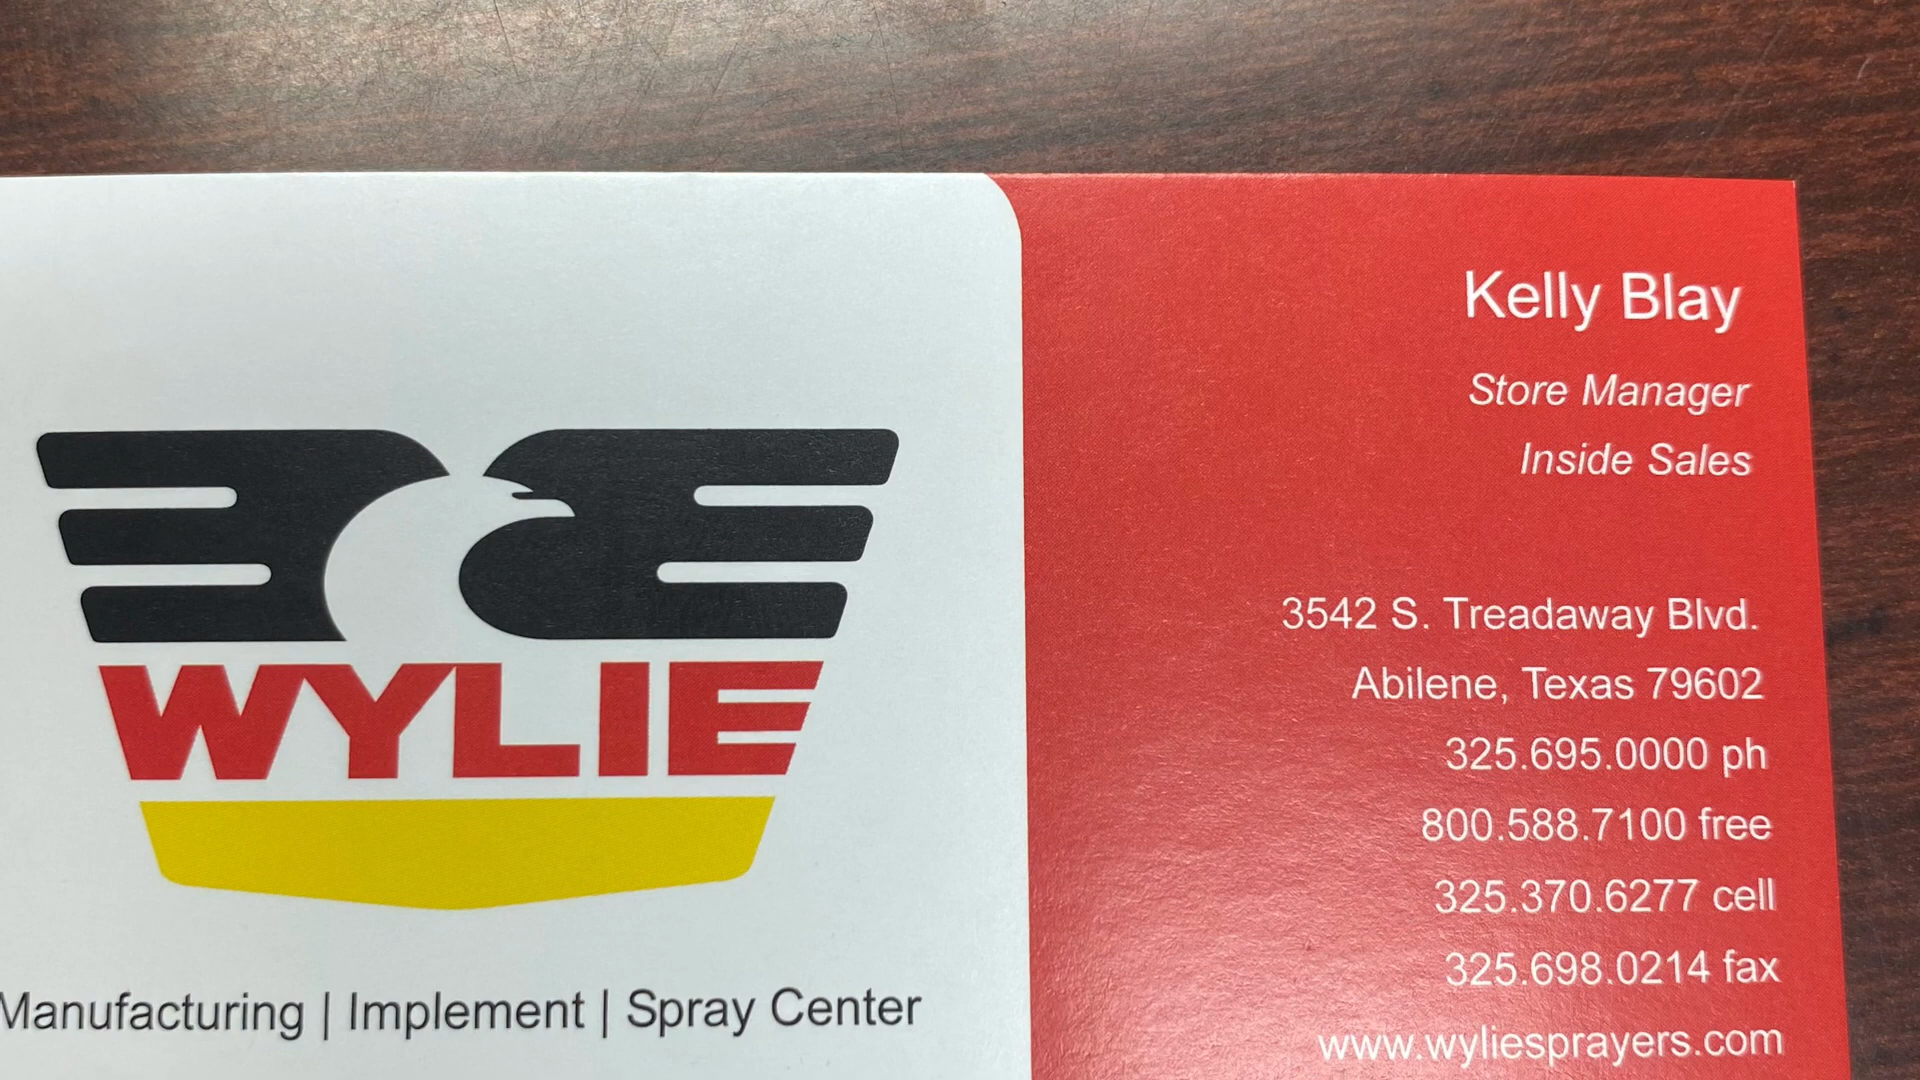 WYLIE
Manufacturing | Implement | Spray Center
Kelly Blay
Store Manager
Inside Sales
3542 S. Treadaway Blvd.
Abilene, Texas 79602
325.695.0000 ph
800.588.7100 free
325.370.6277 cell
325.698.0214 fax
www.wyliesprayers.com